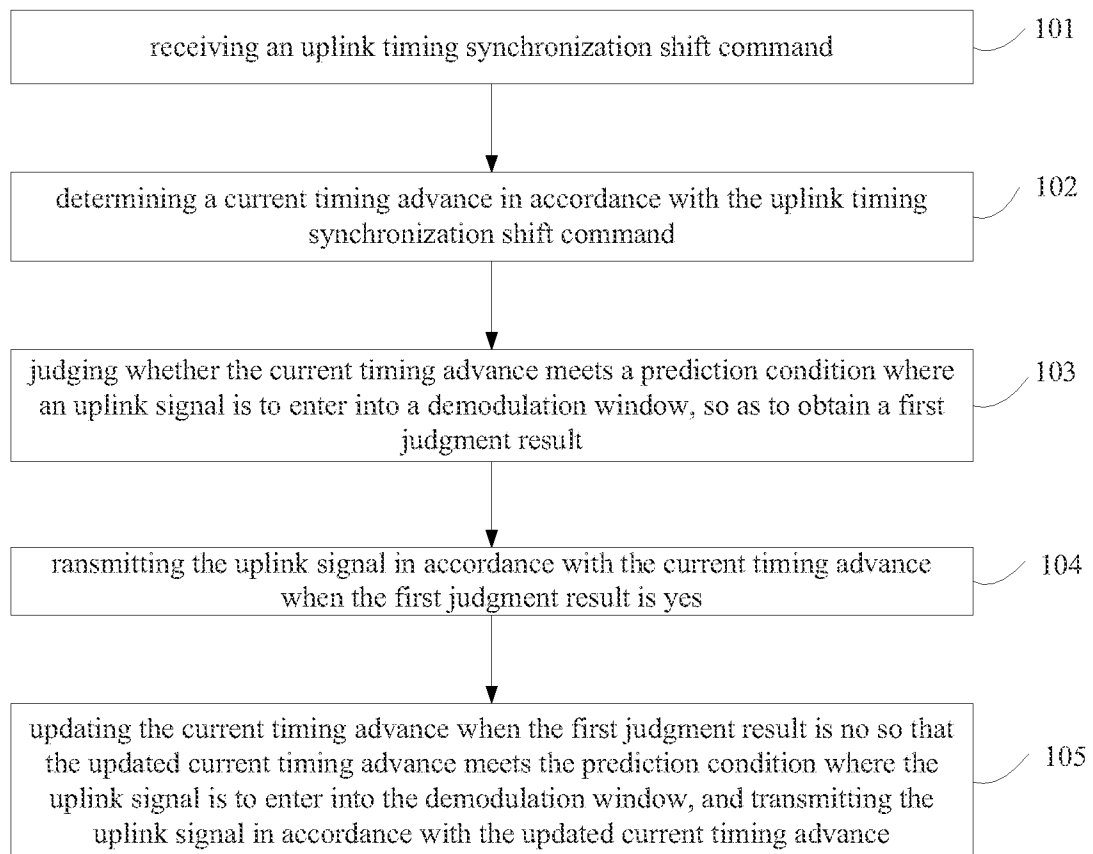 receiving an uplink timing synchronization shift command
101
determining a current timing advance in accordance with the uplink timing
synchronization shift command
102
judging whether the current timing advance meets a prediction condition where
an uplink signal is to enter into a demodulation window, so as to obtain a first
judgment result
103
ransmitting the uplink signal in accordance with the current timing advance
when the first judgment result is yes
104
updating the current timing advance when the first judgment result is no so that
the updated current timing advance meets the prediction condition where the
uplink signal is to enter into the demodulation window, and transmitting the
uplink signal in accordance with the updated current timing advance
105